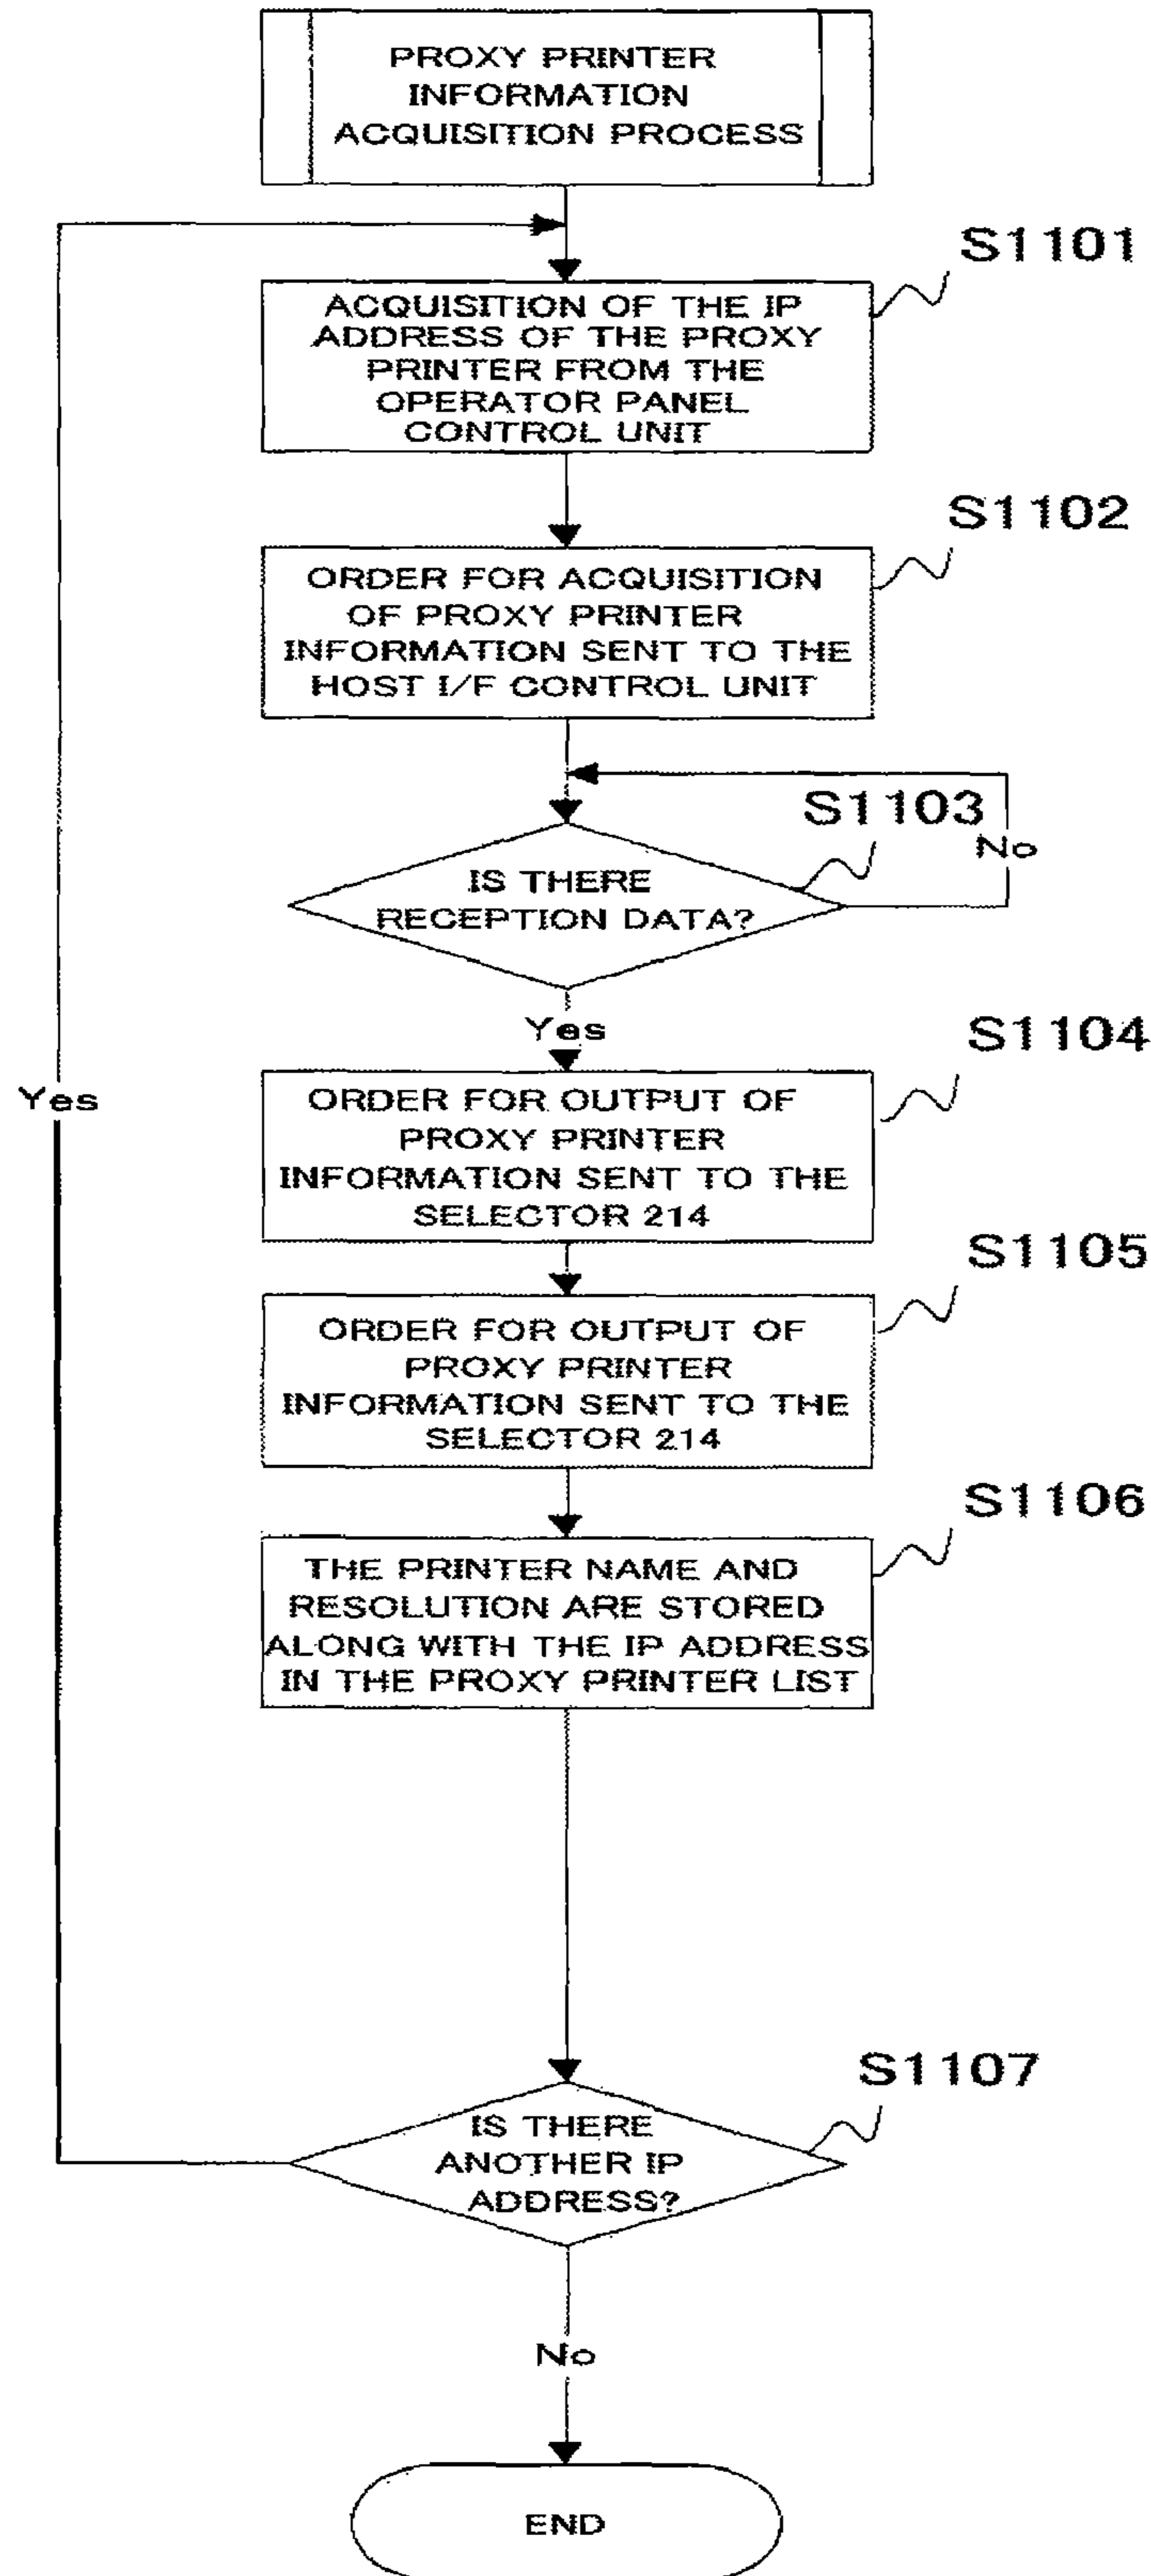 PROXY PRINTER
INFORMATION
ACQUISITION PROCESS
S1101
ACQUISITION OF THE IP
ADDRESS OF THE PROXY
PRINTER FROM THE
OPERATOR PANEL
CONTROL UNIT
S1102
ORDER FOR ACQUISITION
OF PROXY PRINTER
INFORMATION SENT TO THE
HOST I/F CONTROL UNIT
S1103
No
IS THERE
RECEPTION DATA?
Yes
S1104
Yes
ORDER FOR OUTPUT OF
PROXY PRINTER
INFORMATION SENT TO THE
SELECTOR 214
S1105
ORDER FOR OUTPUT OF
PROXY PRINTER
INFORMATION SENT TO THE
SELECTOR 214
S1106
THE PRINTER NAME AND
RESOLUTION ARE STORED
ALONG WITH THE IP ADDRESS
IN THE PROXY PRINTER LIST
S1107
IS THERE
ANOTHER IP
ADDRESS?
No
END